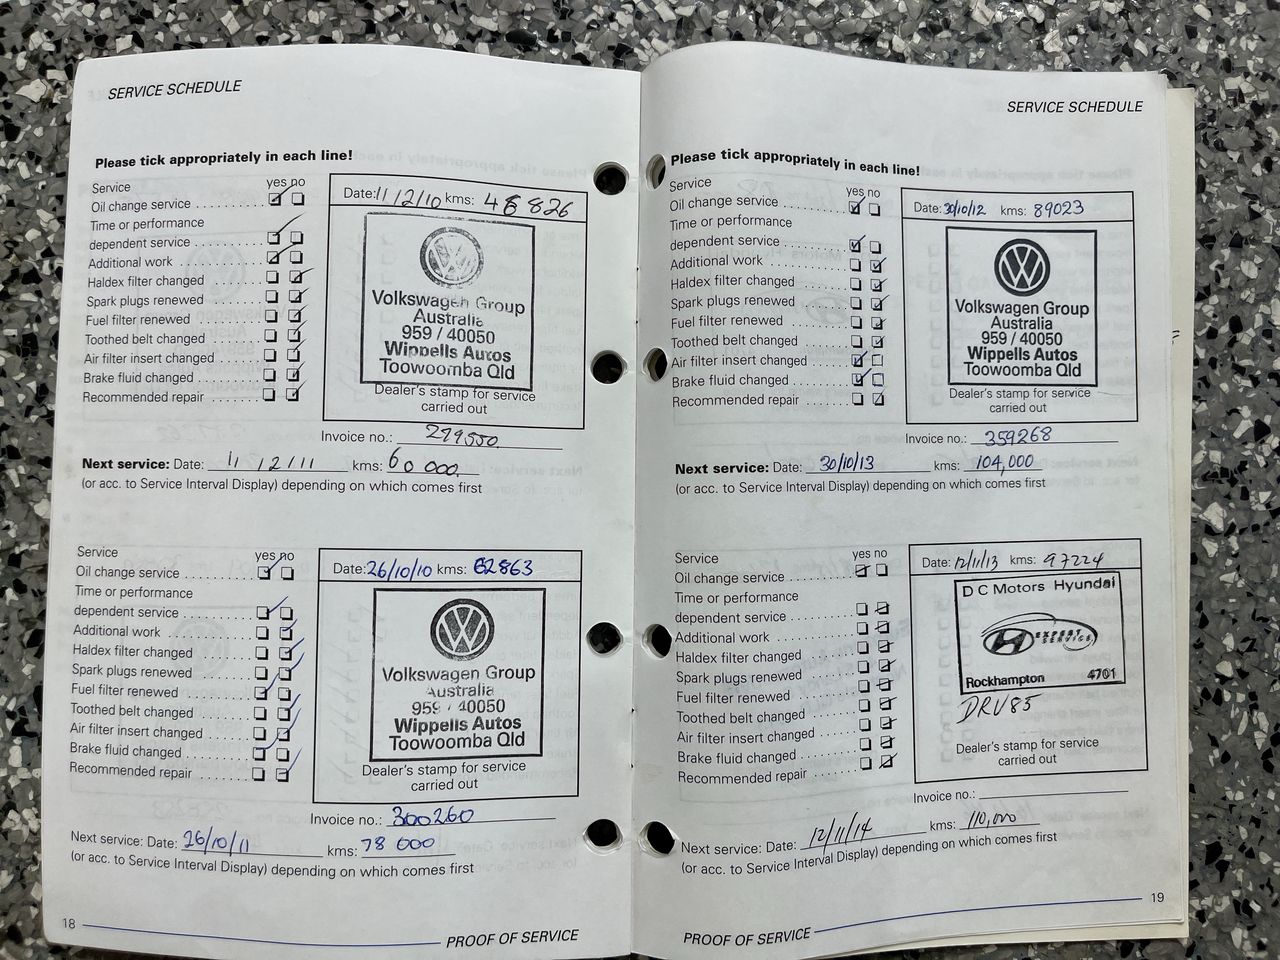 SERVICE SCHEDULE
Please tick appropriately in each line!
Service yes no
Oil change service
Time or performance
dependent service
Additional work
Haldex filter changed
Spark plugs renewed
Fuel filter renewed
Toothed belt changed
Air filter insert changed
Brake fluid changed
Recommended repair
Date: 11/2/10 kms: 48826
Volkswagen Group
Australia
959 / 40050
Wippells Autos
Toowoomba Qld
Dealer's stamp for service
carried out
Invoice no.: 279550
Next service: Date: 11/2/11 kms: 60000
(or acc. to Service Interval Display) depending on which comes first
Service yes no
Oil change service
Time or performance
dependent service
Additional work
Haldex filter changed
Spark plugs renewed
Fuel filter renewed
Toothed belt changed
Air filter insert changed
Brake fluid changed
Recommended repair
Date: 26/10/10 kms: 62863
Volkswagen Group
Australia
959 / 40050
Wippells Autos
Toowoomba Qld
Dealer's stamp for service
carried out
Invoice no.: 300260
Next service: Date: 26/10/11 kms: 78000
(or acc. to Service Interval Display) depending on which comes first
18 PROOF OF SERVICE
SERVICE SCHEDULE
Please tick appropriately in each line!
Service yes no
Oil change service
Time or performance
dependent service
Additional work
Haldex filter changed
Spark plugs renewed
Fuel filter renewed
Toothed belt changed
Air filter insert changed
Brake fluid changed
Recommended repair
Date: 30/10/12 kms: 89023
Volkswagen Group
Australia
959 / 40050
Wippells Autos
Toowoomba Qld
Dealer's stamp for service
carried out
Invoice no.: 359268
Next service: Date: 30/10/13 kms: 104,000
(or acc. to Service Interval Display) depending on which comes first
Service yes no
Oil change service
Time or performance
dependent service
Additional work
Haldex filter changed
Spark plugs renewed
Fuel filter renewed
Toothed belt changed
Air filter insert changed
Brake fluid changed
Recommended repair
Date: 12/11/13 kms: 97224
D C Motors Hyundai
EXPERT
SERVICE
Rockhampton 4701
DRV85
Dealer's stamp for service
carried out
Invoice no.:
Next service: Date: 12/11/14 kms: 110,000
(or acc. to Service Interval Display) depending on which comes first
PROOF OF SERVICE 19